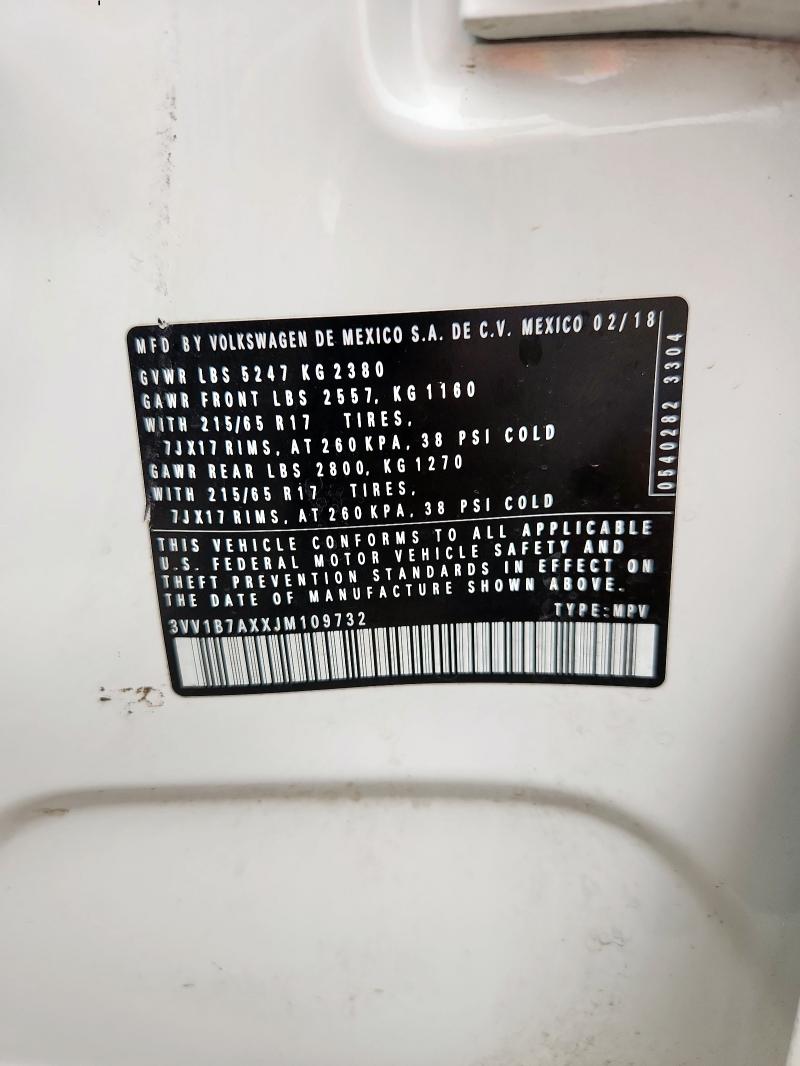 MFD BY VOLKSWAGEN DE MEXICO S.A. DE C.V. MEXICO 02/18
GVWR LBS 5247 KG 2380
GAWR FRONT LBS 2557, KG 1160
WITH 215/65 R17 TIRES,
7JX17 RIMS, AT 260 KPA, 38 PSI COLD
GAWR REAR LBS 2800, KG 1270
WITH 215/65 R17 TIRES,
7JX17 RIMS, AT 260 KPA, 38 PSI COLD
0540282 3304
THIS VEHICLE CONFORMS TO ALL APPLICABLE
U.S. FEDERAL MOTOR VEHICLE SAFETY AND
THEFT PREVENTION STANDARDS IN EFFECT ON
THE DATE OF MANUFACTURE SHOWN ABOVE.
3VV1B7AXXJM109732 TYPE: MPV